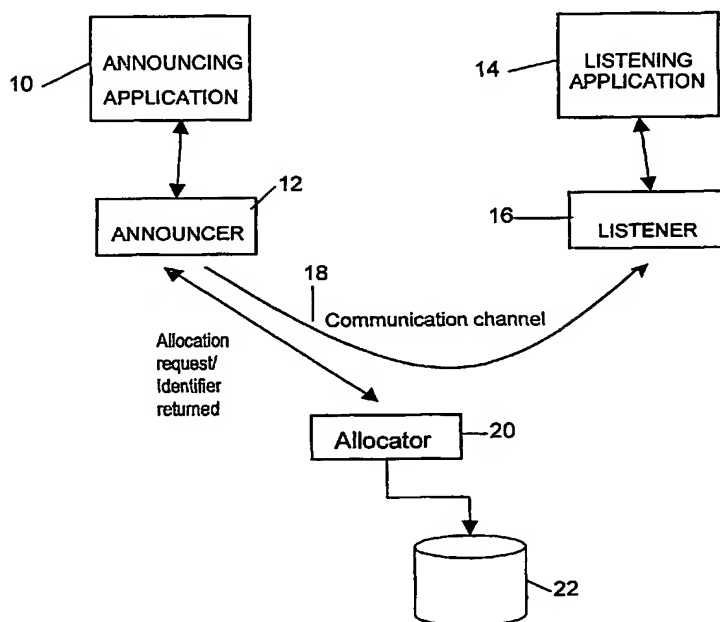 10
ANNOUNCING
APPLICATION
14
LISTENING
APPLICATION
12
ANNOUNCER
16
LISTENER
18
Communication channel
Allocation
request/
Identifier
returned
Allocator
20
22